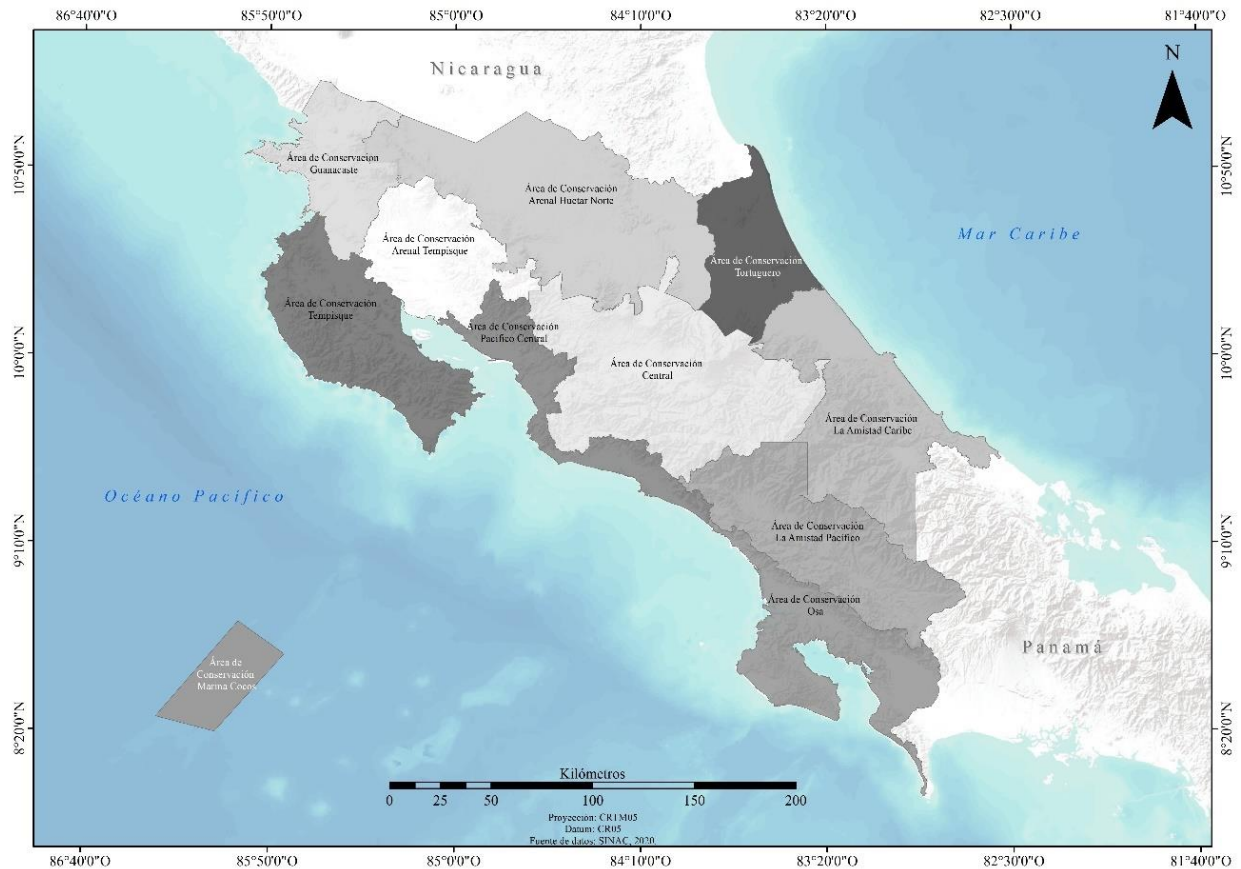 86°40'0"O 85°50'0"O 85°0'0"O 84°10'0"O 83°20'0"O 82°30'0"O 81°40'0"O
N
Nicaragua
10°50'0"N
10°50'0"N
Área de Conservación
Guanacaste
Área de Conservación
Arenal Huetar Norte
Mar Caribe
Área de Conservación
Arenal Tempisque
Área de Conservación
Tortuguero
Área de Conservación
Tempisque
Área de Conservación
Pacífico Central
10°0'0"N
10°0'0"N
Área de Conservación
Central
Área de Conservación
La Amistad Caribe
Océano Pacífico
Área de Conservación
La Amistad Pacífico
9°10'0"N
9°10'0"N
Área de Conservación
Osa
Panamá
Área de
Conservación
Marina Cocos
8°20'0"N
8°20'0"N
Kilómetros
0 25 50 100 150 200
Proyección: CRTM05
Datum: CR05
Fuente de datos: SINAC, 2020
86°40'0"O 85°50'0"O 85°0'0"O 84°10'0"O 83°20'0"O 82°30'0"O 81°40'0"O